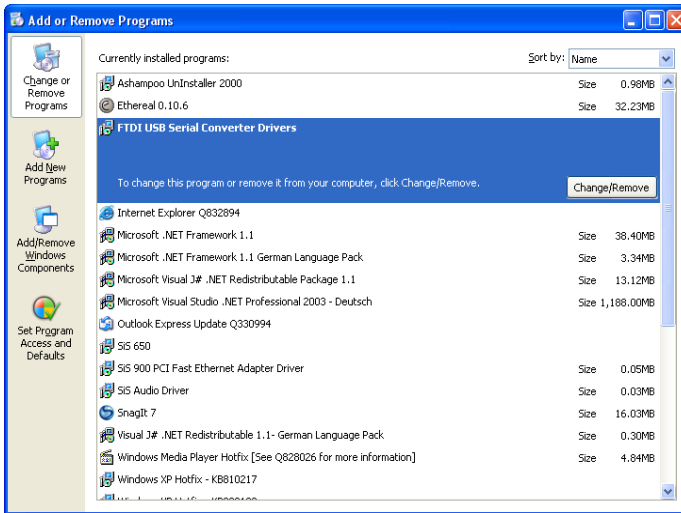 Add or Remove Programs
Change or
Remove
Programs
Add New
Programs
Add/Remove
Windows
Components
Set Program
Access and
Defaults
Currently installed programs:
Sort by: Name
Ashampoo UnInstaller 2000 Size 0.98MB
Ethereal 0.10.6 Size 32.23MB
FTDI USB Serial Converter Drivers
To change this program or remove it from your computer, click Change/Remove.
Change/Remove
Internet Explorer Q832894
Microsoft .NET Framework 1.1 Size 38.40MB
Microsoft .NET Framework 1.1 German Language Pack Size 3.34MB
Microsoft Visual J# .NET Redistributable Package 1.1 Size 13.12MB
Microsoft Visual Studio .NET Professional 2003 - Deutsch Size 1,188.00MB
Outlook Express Update Q330994
SiS 650
SiS 900 PCI Fast Ethernet Adapter Driver Size 0.05MB
SiS Audio Driver Size 0.03MB
SnagIt 7 Size 16.03MB
Visual J# .NET Redistributable 1.1- German Language Pack Size 0.30MB
Windows Media Player Hotfix [See Q828026 for more information] Size 4.84MB
Windows XP Hotfix - KB810217